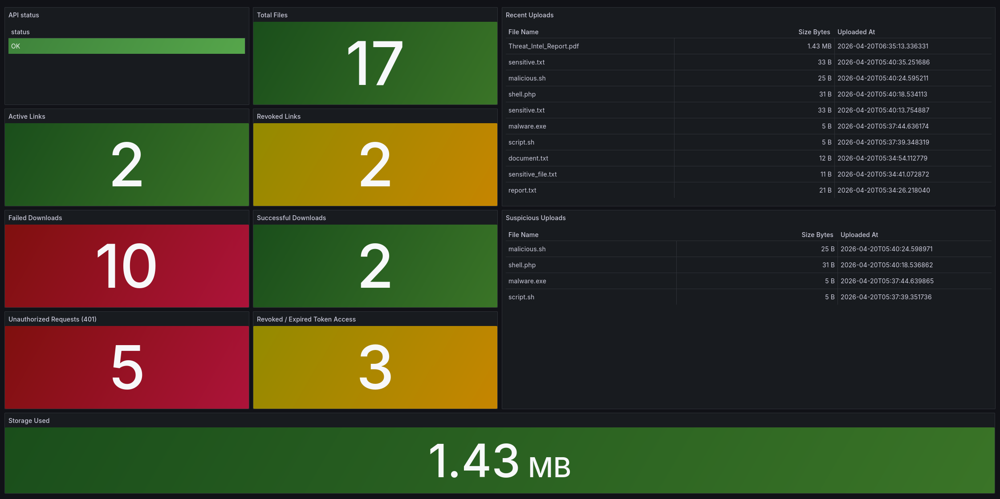 API status
status
OK
Total Files
17
Active Links
2
Revoked Links
2
Failed Downloads
10
Successful Downloads
2
Unauthorized Requests (401)
5
Revoked / Expired Token Access
3
Recent Uploads
File Name Size Bytes Uploaded At
Threat_Intel_Report.pdf 1.43 MB 2026-04-20T06:35:13.336331
sensitive.txt 33 B 2026-04-20T05:40:35.251686
malicious.sh 25 B 2026-04-20T05:40:24.595211
shell.php 31 B 2026-04-20T05:40:18.534113
sensitive.txt 33 B 2026-04-20T05:40:13.754887
malware.exe 5 B 2026-04-20T05:37:44.636174
script.sh 5 B 2026-04-20T05:37:39.348319
document.txt 12 B 2026-04-20T05:34:54.112779
sensitive_file.txt 11 B 2026-04-20T05:34:41.072872
report.txt 21 B 2026-04-20T05:34:26.218040
Suspicious Uploads
File Name Size Bytes Uploaded At
malicious.sh 25 B 2026-04-20T05:40:24.598971
shell.php 31 B 2026-04-20T05:40:18.536862
malware.exe 5 B 2026-04-20T05:37:44.639865
script.sh 5 B 2026-04-20T05:37:39.351736
Storage Used
1.43 MB